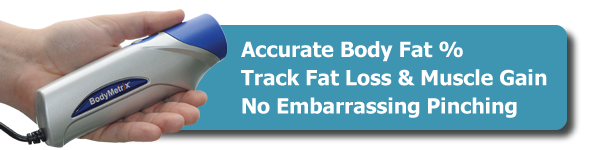 Accurate Body Fat %
Track Fat Loss & Muscle Gain
No Embarrassing Pinching
BodyMetrix